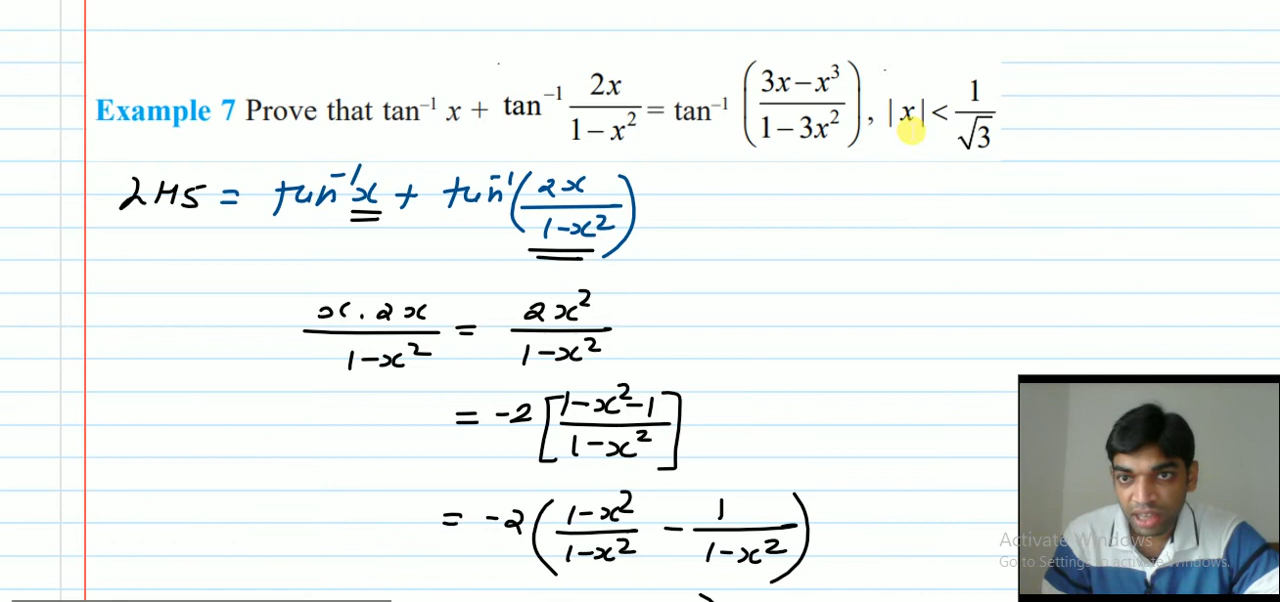 Example 7 Prove that tan⁻¹ x + tan⁻¹ 2x/(1−x²) = tan⁻¹ ((3x−x³)/(1−3x²)), |x| < 1/√3
LHS = tan⁻¹x + tan⁻¹(2x/(1−x²))
x·2x/(1−x²) = 2x²/(1−x²)
= −2[(1−x²−1)/(1−x²)]
= −2((1−x²)/(1−x²) − 1/(1−x²))
Activate Windows
Go to Settings to activate Windows.